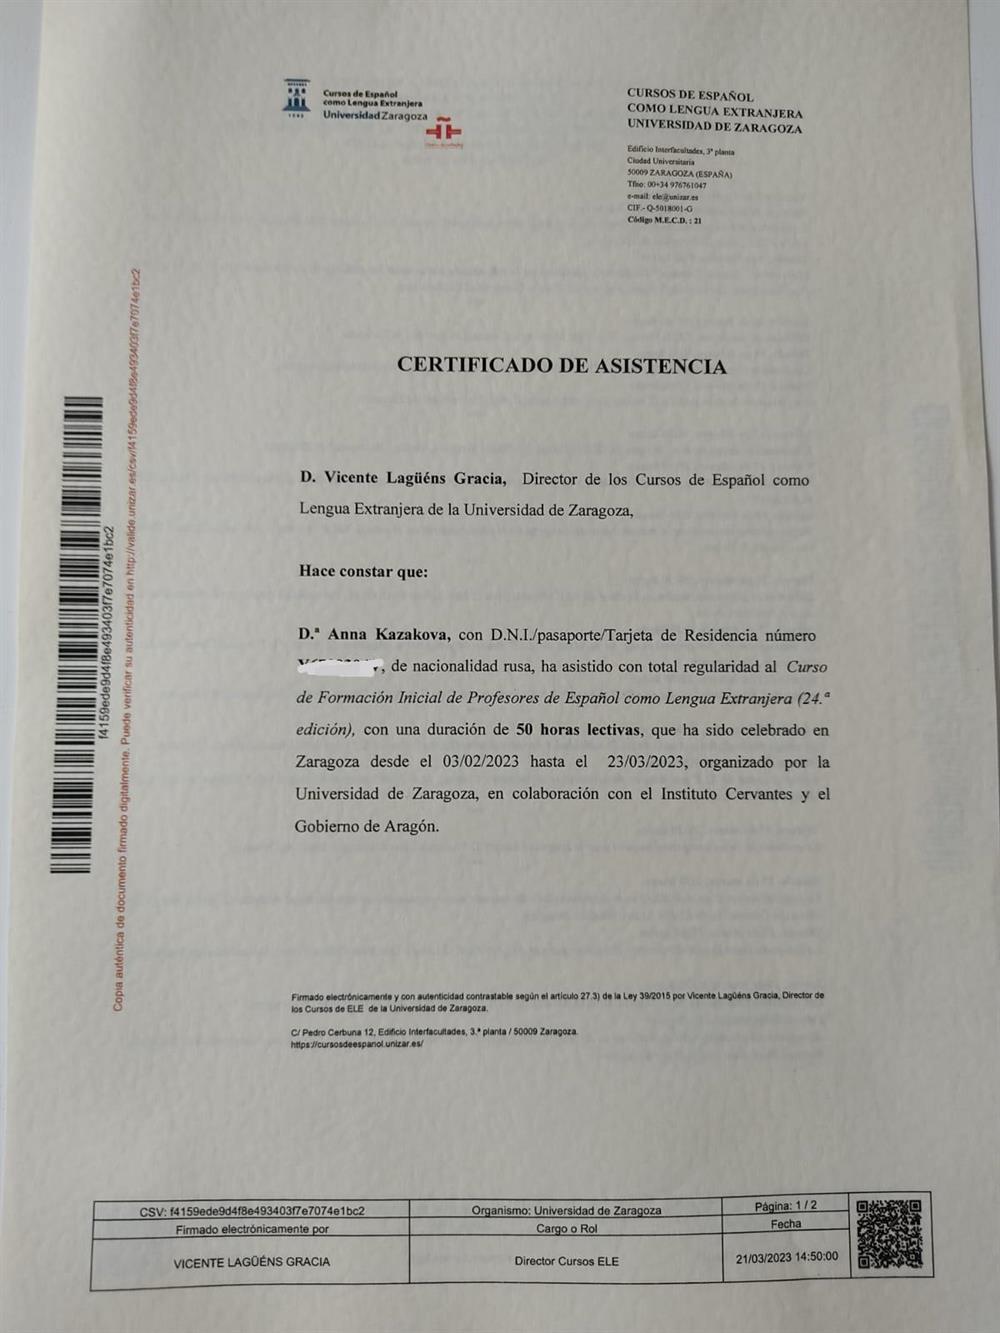 Cursos de Español
como Lengua Extranjera
Universidad Zaragoza
CURSOS DE ESPAÑOL
COMO LENGUA EXTRANJERA
UNIVERSIDAD DE ZARAGOZA
Edificio Interfacultades, 3ª planta
Ciudad Universitaria
50009 ZARAGOZA (ESPAÑA)
Tfno: 00+34 976761047
e-mail: ele@unizar.es
CIF.- Q-5018001-G
Código M.E.C.D. : 21
CERTIFICADO DE ASISTENCIA
D. Vicente Lagüéns Gracia, Director de los Cursos de Español como
Lengua Extranjera de la Universidad de Zaragoza,
Hace constar que:
D.ª Anna Kazakova, con D.N.I./pasaporte/Tarjeta de Residencia número
, de nacionalidad rusa, ha asistido con total regularidad al Curso
de Formación Inicial de Profesores de Español como Lengua Extranjera (24.ª
edición), con una duración de 50 horas lectivas, que ha sido celebrado en
Zaragoza desde el 03/02/2023 hasta el 23/03/2023, organizado por la
Universidad de Zaragoza, en colaboración con el Instituto Cervantes y el
Gobierno de Aragón.
Firmado electrónicamente y con autenticidad contrastable según el artículo 27.3) de la Ley 39/2015 por Vicente Lagüéns Gracia, Director de
los Cursos de ELE de la Universidad de Zaragoza.
C/ Pedro Cerbuna 12, Edificio Interfacultades, 3.ª planta / 50009 Zaragoza.
https://cursosdeespanol.unizar.es/
f4159ede9d4f8e493403f7e7074e1bc2
Copia auténtica de documento firmado digitalmente. Puede verificar su autenticidad en http://valide.unizar.es/csv/f4159ede9d4f8e493403f7e7074e1bc2
CSV: f4159ede9d4f8e493403f7e7074e1bc2
Organismo: Universidad de Zaragoza
Página: 1 / 2
Firmado electrónicamente por
Cargo o Rol
Fecha
VICENTE LAGÜÉNS GRACIA
Director Cursos ELE
21/03/2023 14:50:00